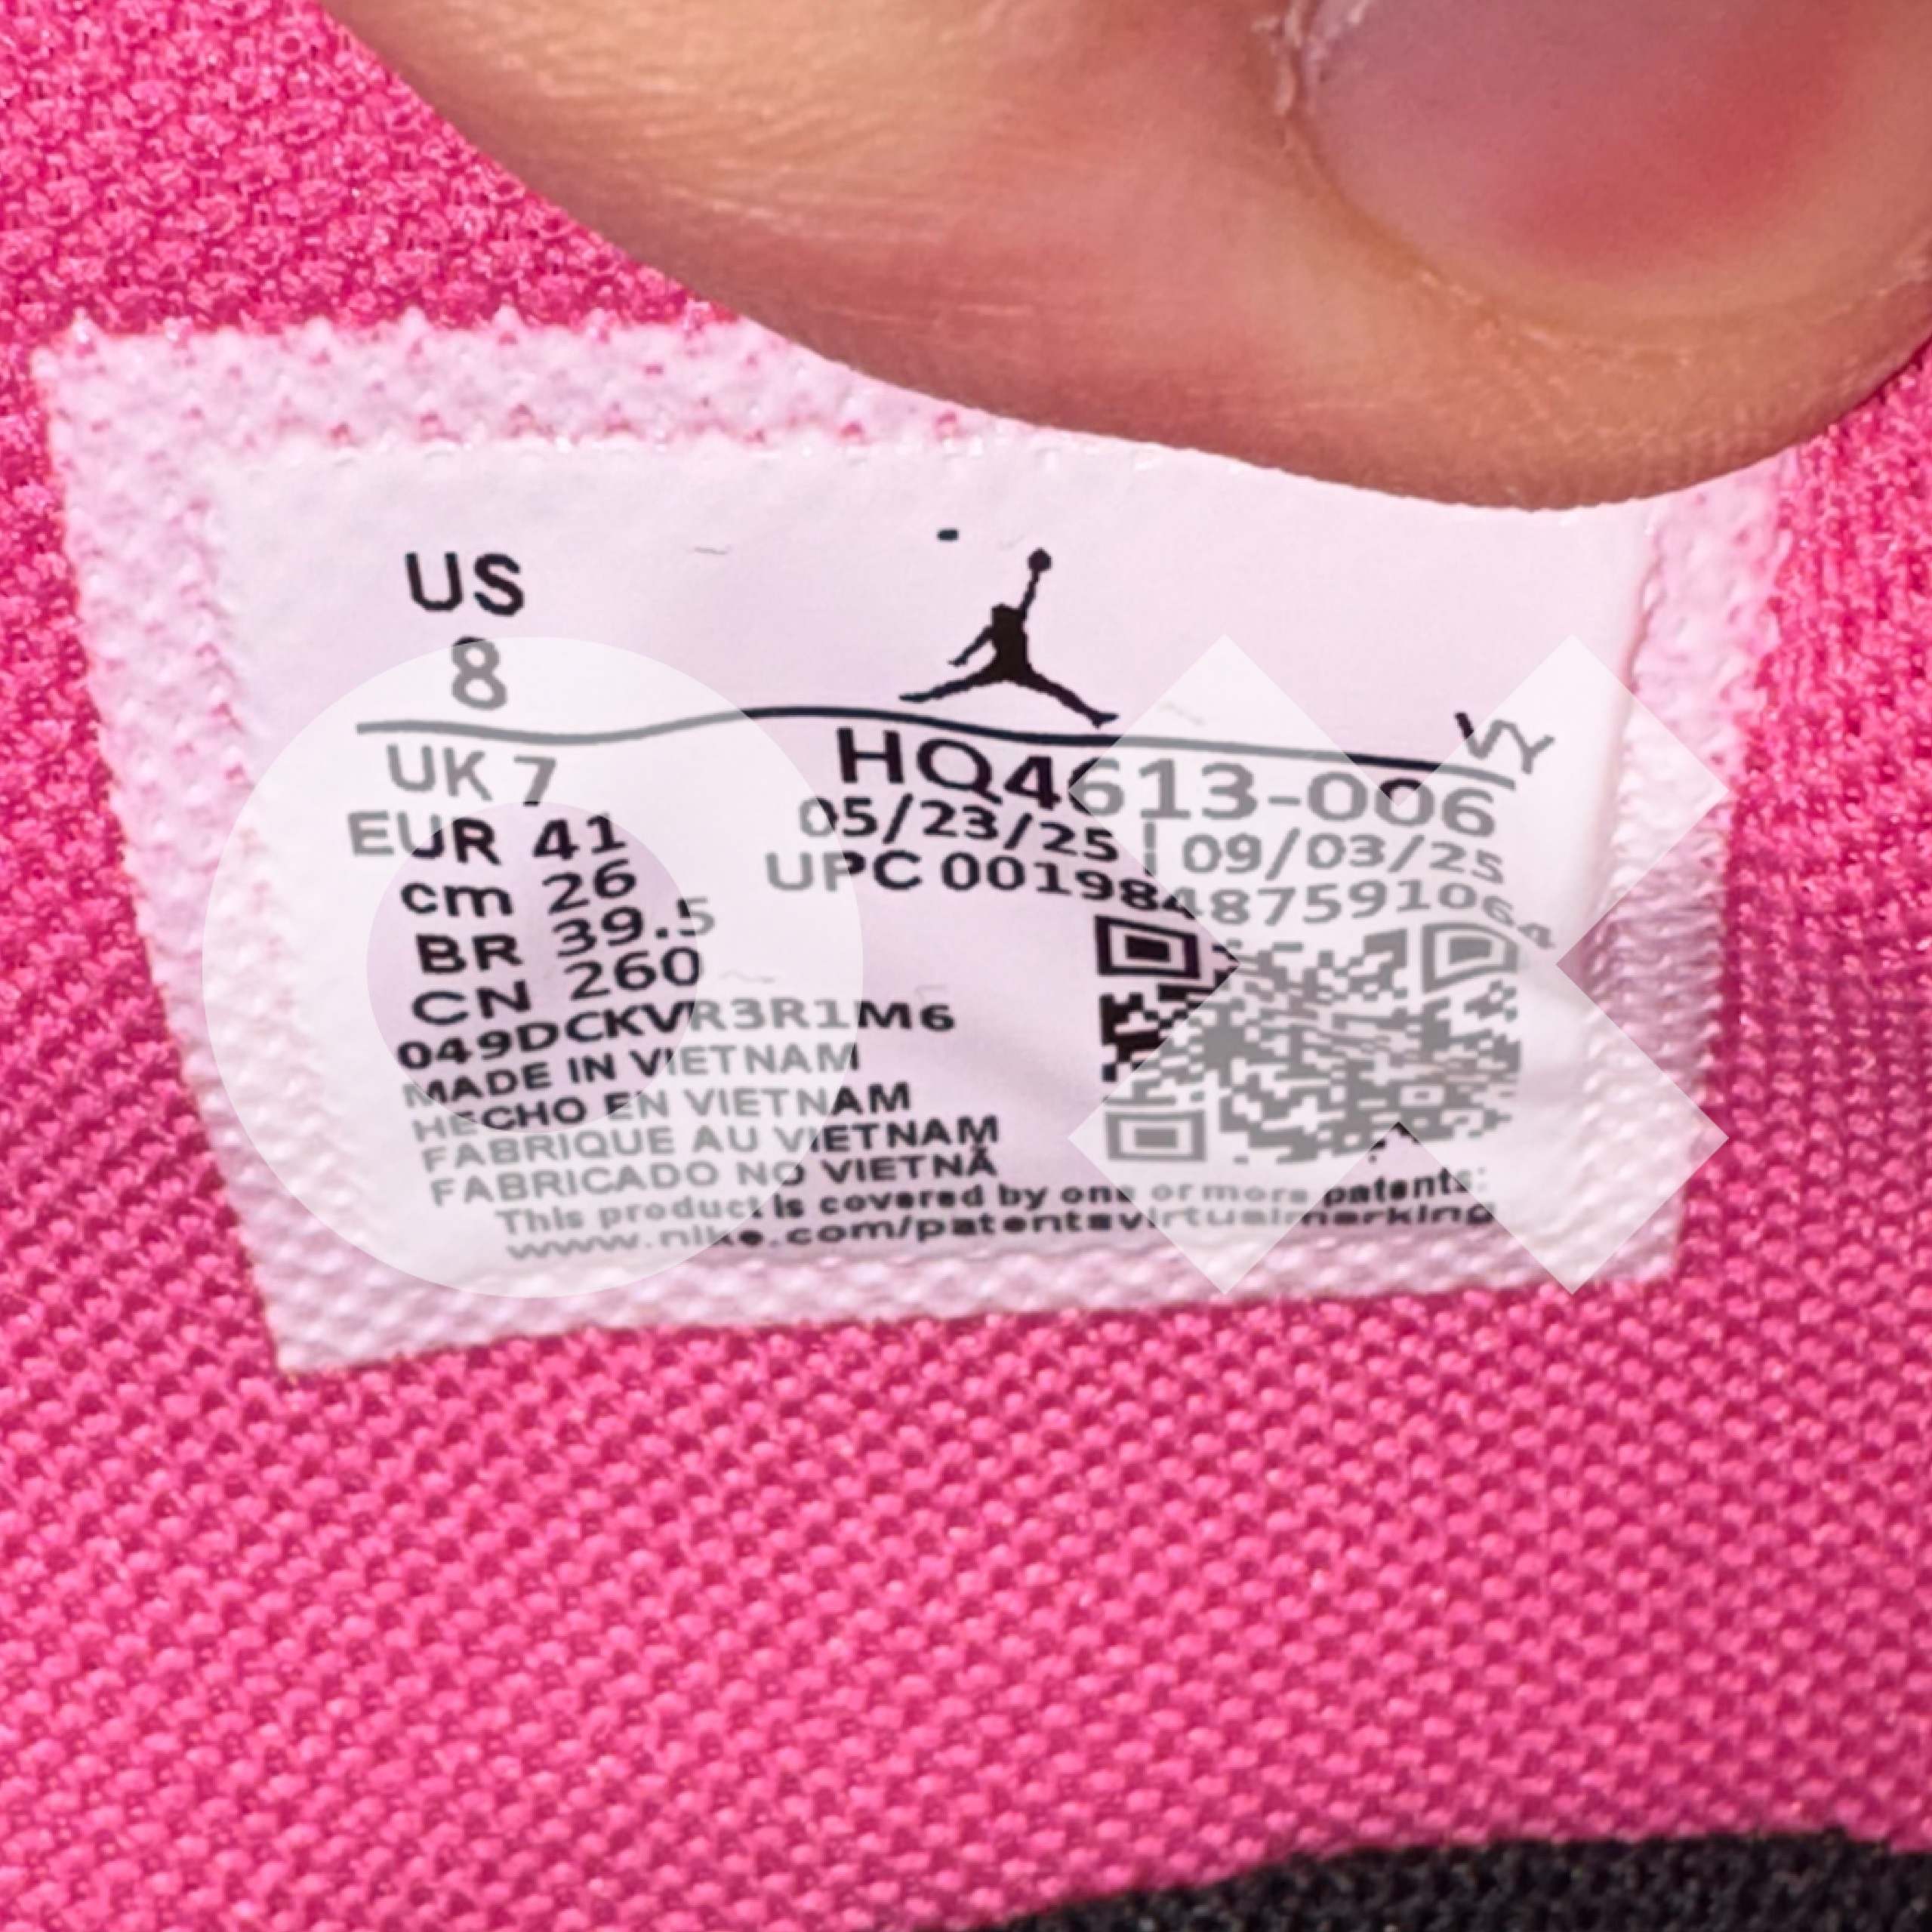 US
8
VY
UK 7
EUR 41
cm 26
BR 39.5
CN 260
HQ4613-006
05/23/25 | 09/03/25
UPC 00198487591064
049DCKVR3R1M6
MADE IN VIETNAM
HECHO EN VIETNAM
FABRIQUE AU VIETNAM
FABRICADO NO VIETNÃ
This product is covered by one or more patents:
www.nike.com/patentsvirtualmarking
OX